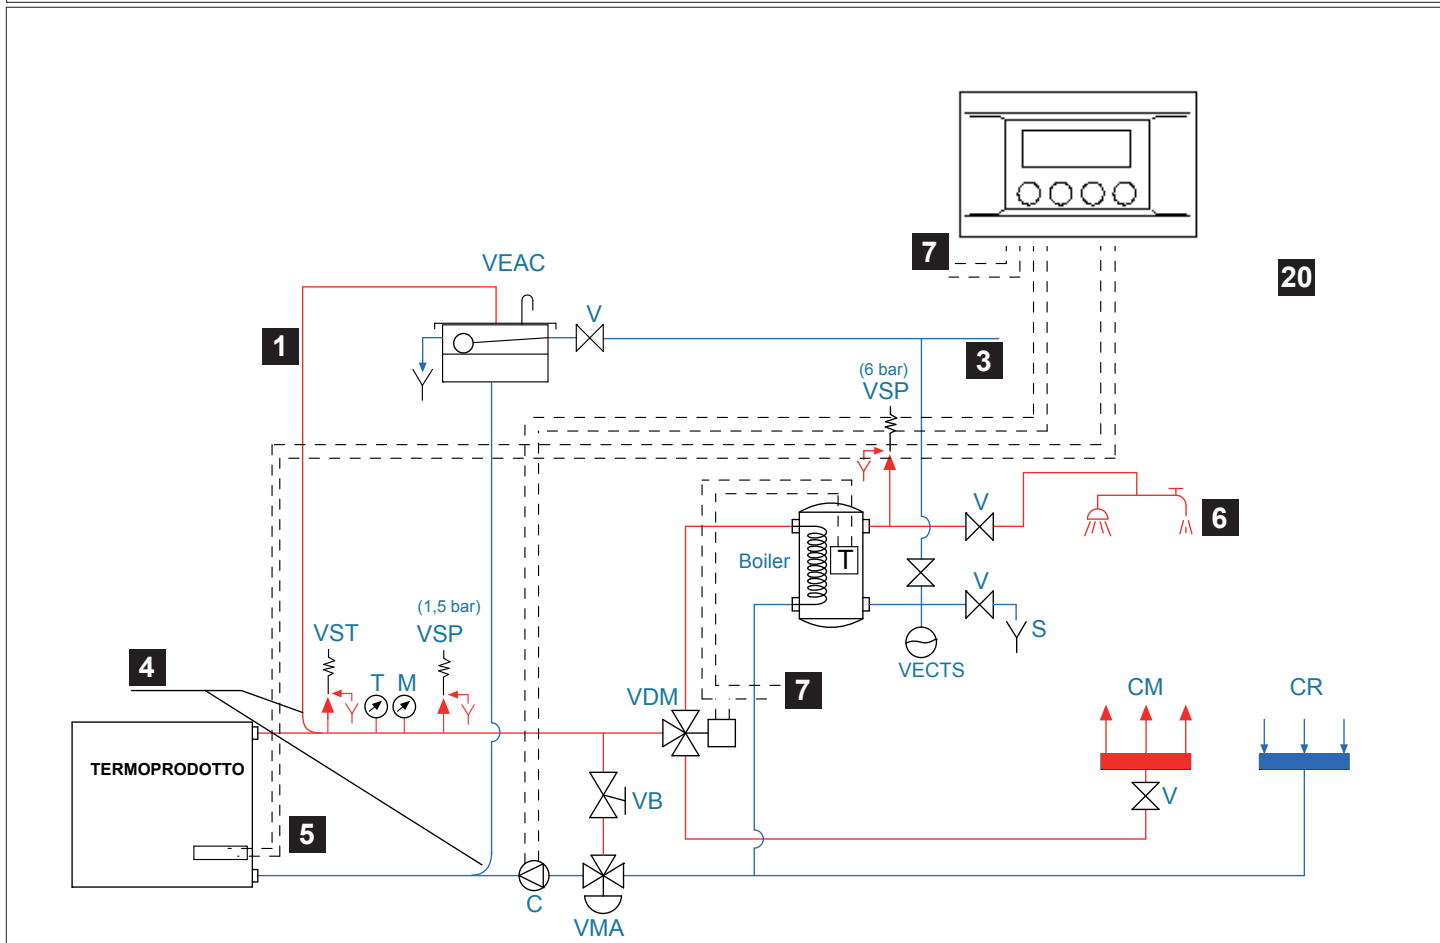 7
20
VEAC
V
1
3
(6 bar)
VSP
V
6
Boiler
T
V
(1,5 bar)
VST
VSP
S
VECTS
4
T
M
VDM
7
CM
CR
TERMOPRODOTTO
VB
V
5
C
VMA